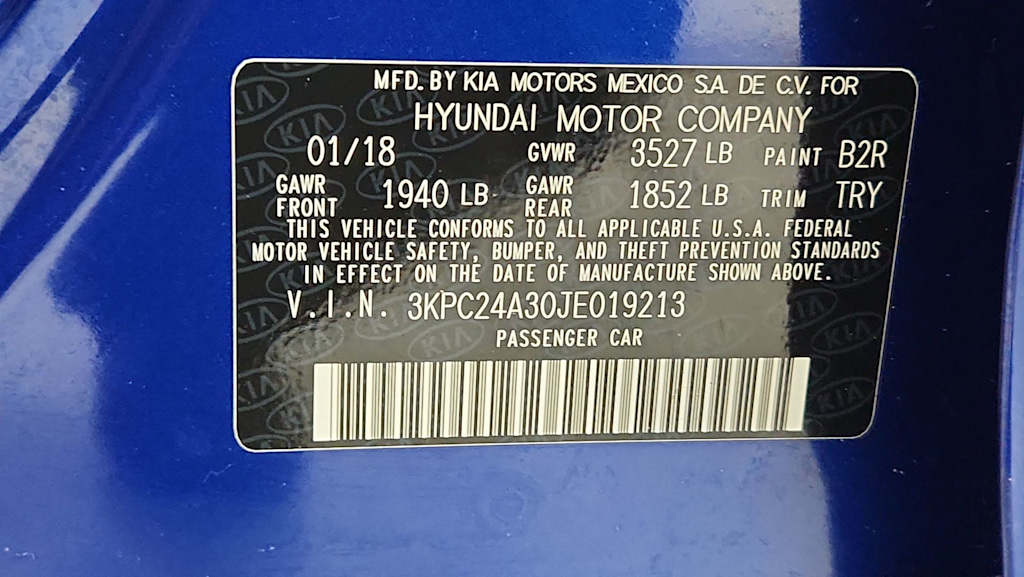 MFD. BY KIA MOTORS MEXICO S.A. DE C.V. FOR
HYUNDAI MOTOR COMPANY
01/18 GVWR 3527 LB PAINT B2R
GAWR FRONT 1940 LB GAWR REAR 1852 LB TRIM TRY
THIS VEHICLE CONFORMS TO ALL APPLICABLE U.S.A. FEDERAL
MOTOR VEHICLE SAFETY, BUMPER, AND THEFT PREVENTION STANDARDS
IN EFFECT ON THE DATE OF MANUFACTURE SHOWN ABOVE.
V.I.N. 3KPC24A30JE019213
PASSENGER CAR